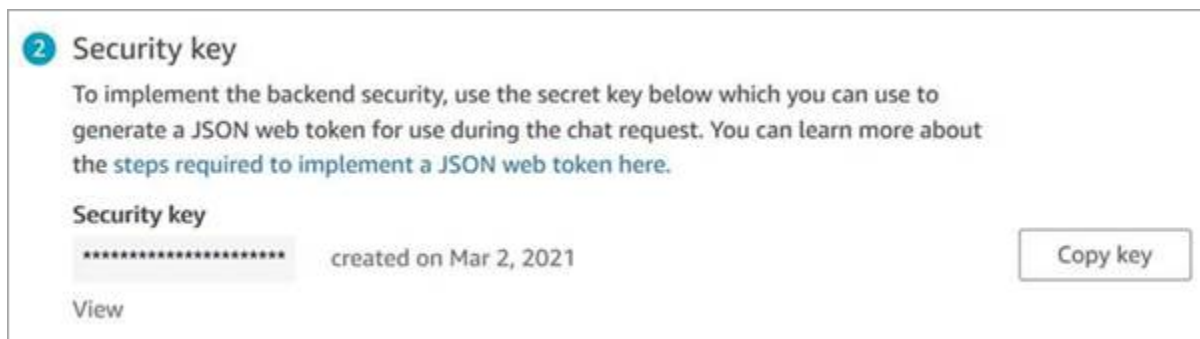 2 Security key
To implement the backend security, use the secret key below which you can use to
generate a JSON web token for use during the chat request. You can learn more about
the steps required to implement a JSON web token here.
Security key
********************** created on Mar 2, 2021 Copy key
View